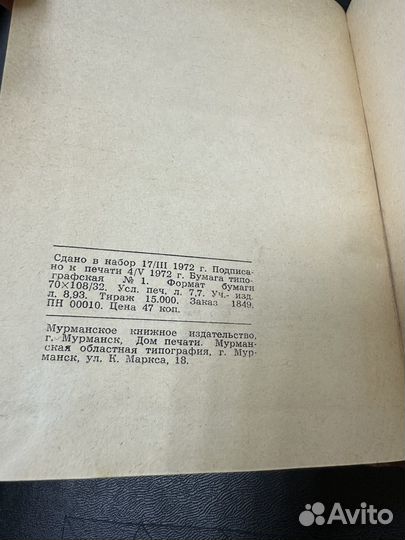 Сдано в набор 17/III 1972 г. Подписа-
но к печати 4/V 1972 г. Бумага типо-
графская № 1. Формат бумаги
70×108/32. Усл. печ. л. 7,7. Уч.- изд.
л. 8,93. Тираж 15.000. Заказ 1849.
ПН 00010. Цена 47 коп.
Мурманское книжное издательство,
г. Мурманск, Дом печати. Мурман-
ская областная типография, г. Мур-
манск, ул. К. Маркса, 18.
Avito